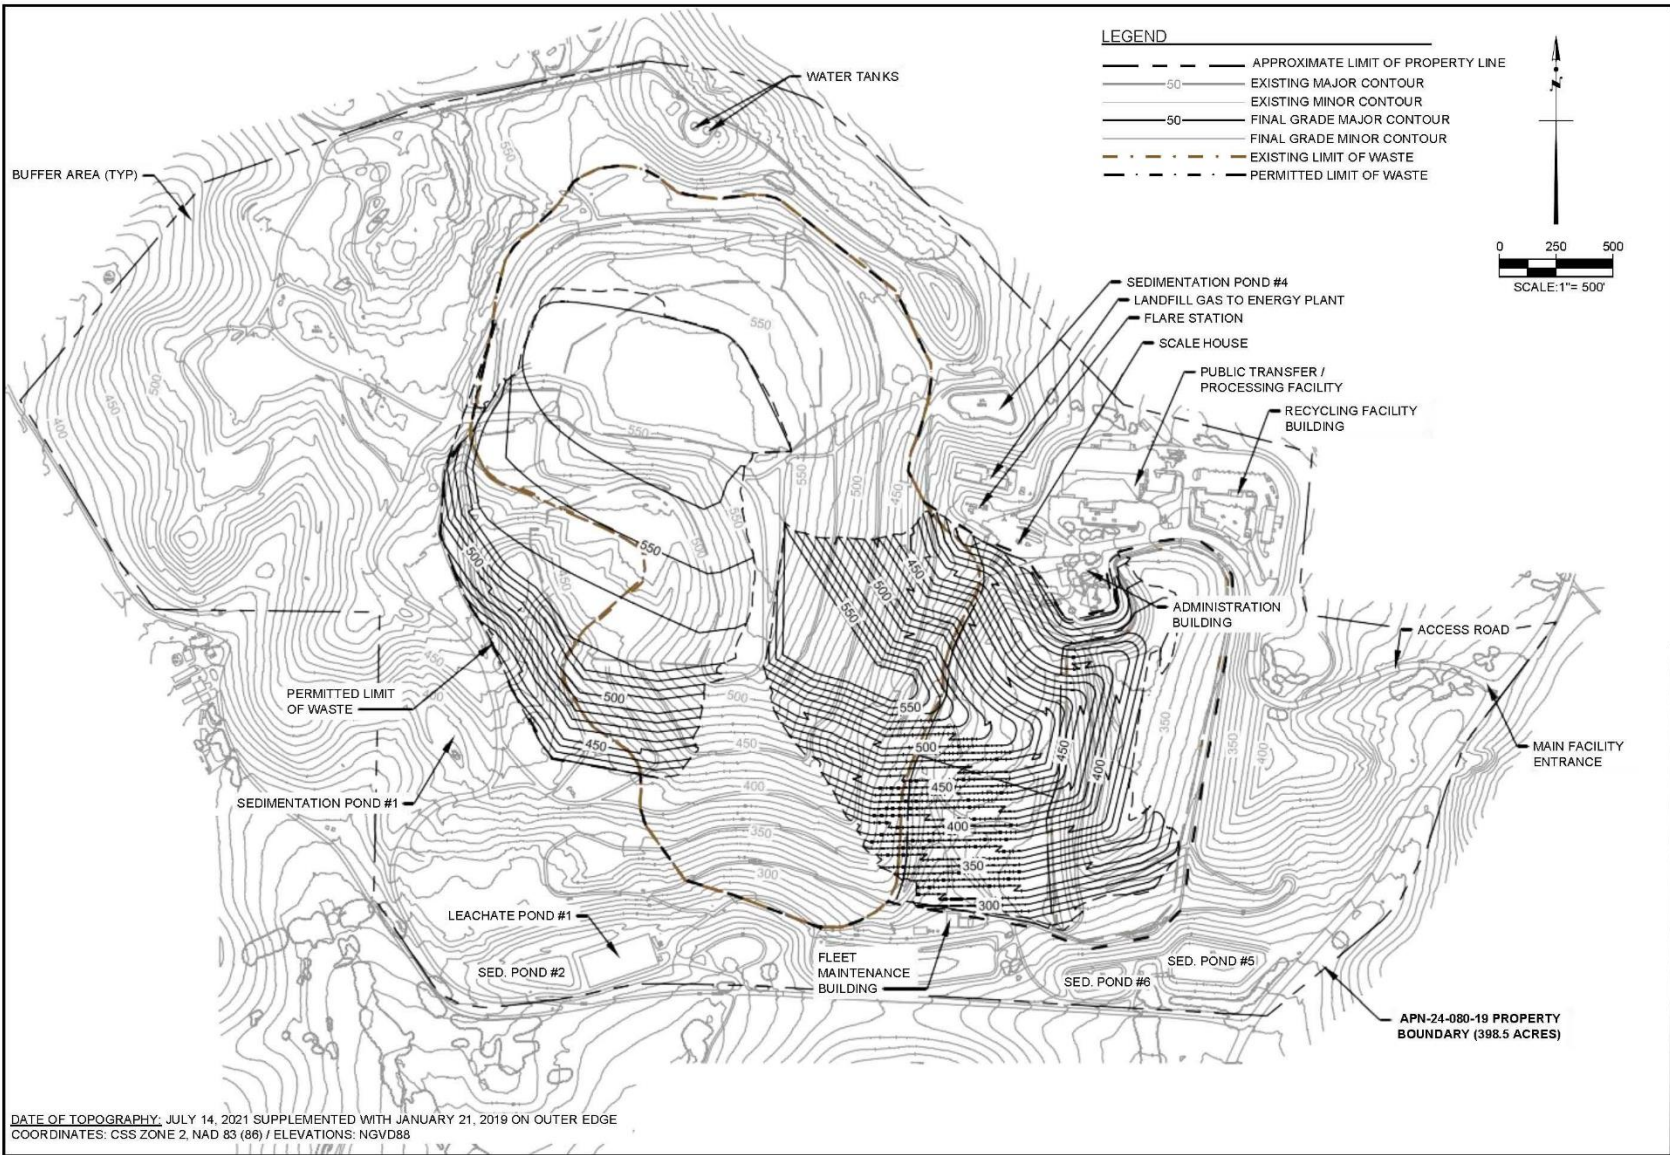 LEGEND
APPROXIMATE LIMIT OF PROPERTY LINE
50
EXISTING MAJOR CONTOUR
EXISTING MINOR CONTOUR
50
FINAL GRADE MAJOR CONTOUR
FINAL GRADE MINOR CONTOUR
EXISTING LIMIT OF WASTE
PERMITTED LIMIT OF WASTE
N
0 250 500
SCALE:1"= 500'
WATER TANKS
BUFFER AREA (TYP)
550
SEDIMENTATION POND #4
LANDFILL GAS TO ENERGY PLANT
FLARE STATION
SCALE HOUSE
PUBLIC TRANSFER /
PROCESSING FACILITY
RECYCLING FACILITY
BUILDING
550
500
450
400
550
550
500
450
550
500
550
500
450
500
550
450
ADMINISTRATION
BUILDING
ACCESS ROAD
450
400
PERMITTED LIMIT
OF WASTE
500
500
550
350
350
400
MAIN FACILITY
ENTRANCE
450
450
500
450
400
SEDIMENTATION POND #1
400
450
350
400
300
350
300
LEACHATE POND #1
SED. POND #2
FLEET
MAINTENANCE
BUILDING
SED. POND #5
SED. POND #6
APN-24-080-19 PROPERTY
BOUNDARY (398.5 ACRES)
DATE OF TOPOGRAPHY: JULY 14, 2021 SUPPLEMENTED WITH JANUARY 21, 2019 ON OUTER EDGE
COORDINATES: CSS ZONE 2, NAD 83 (86) / ELEVATIONS: NGVD88